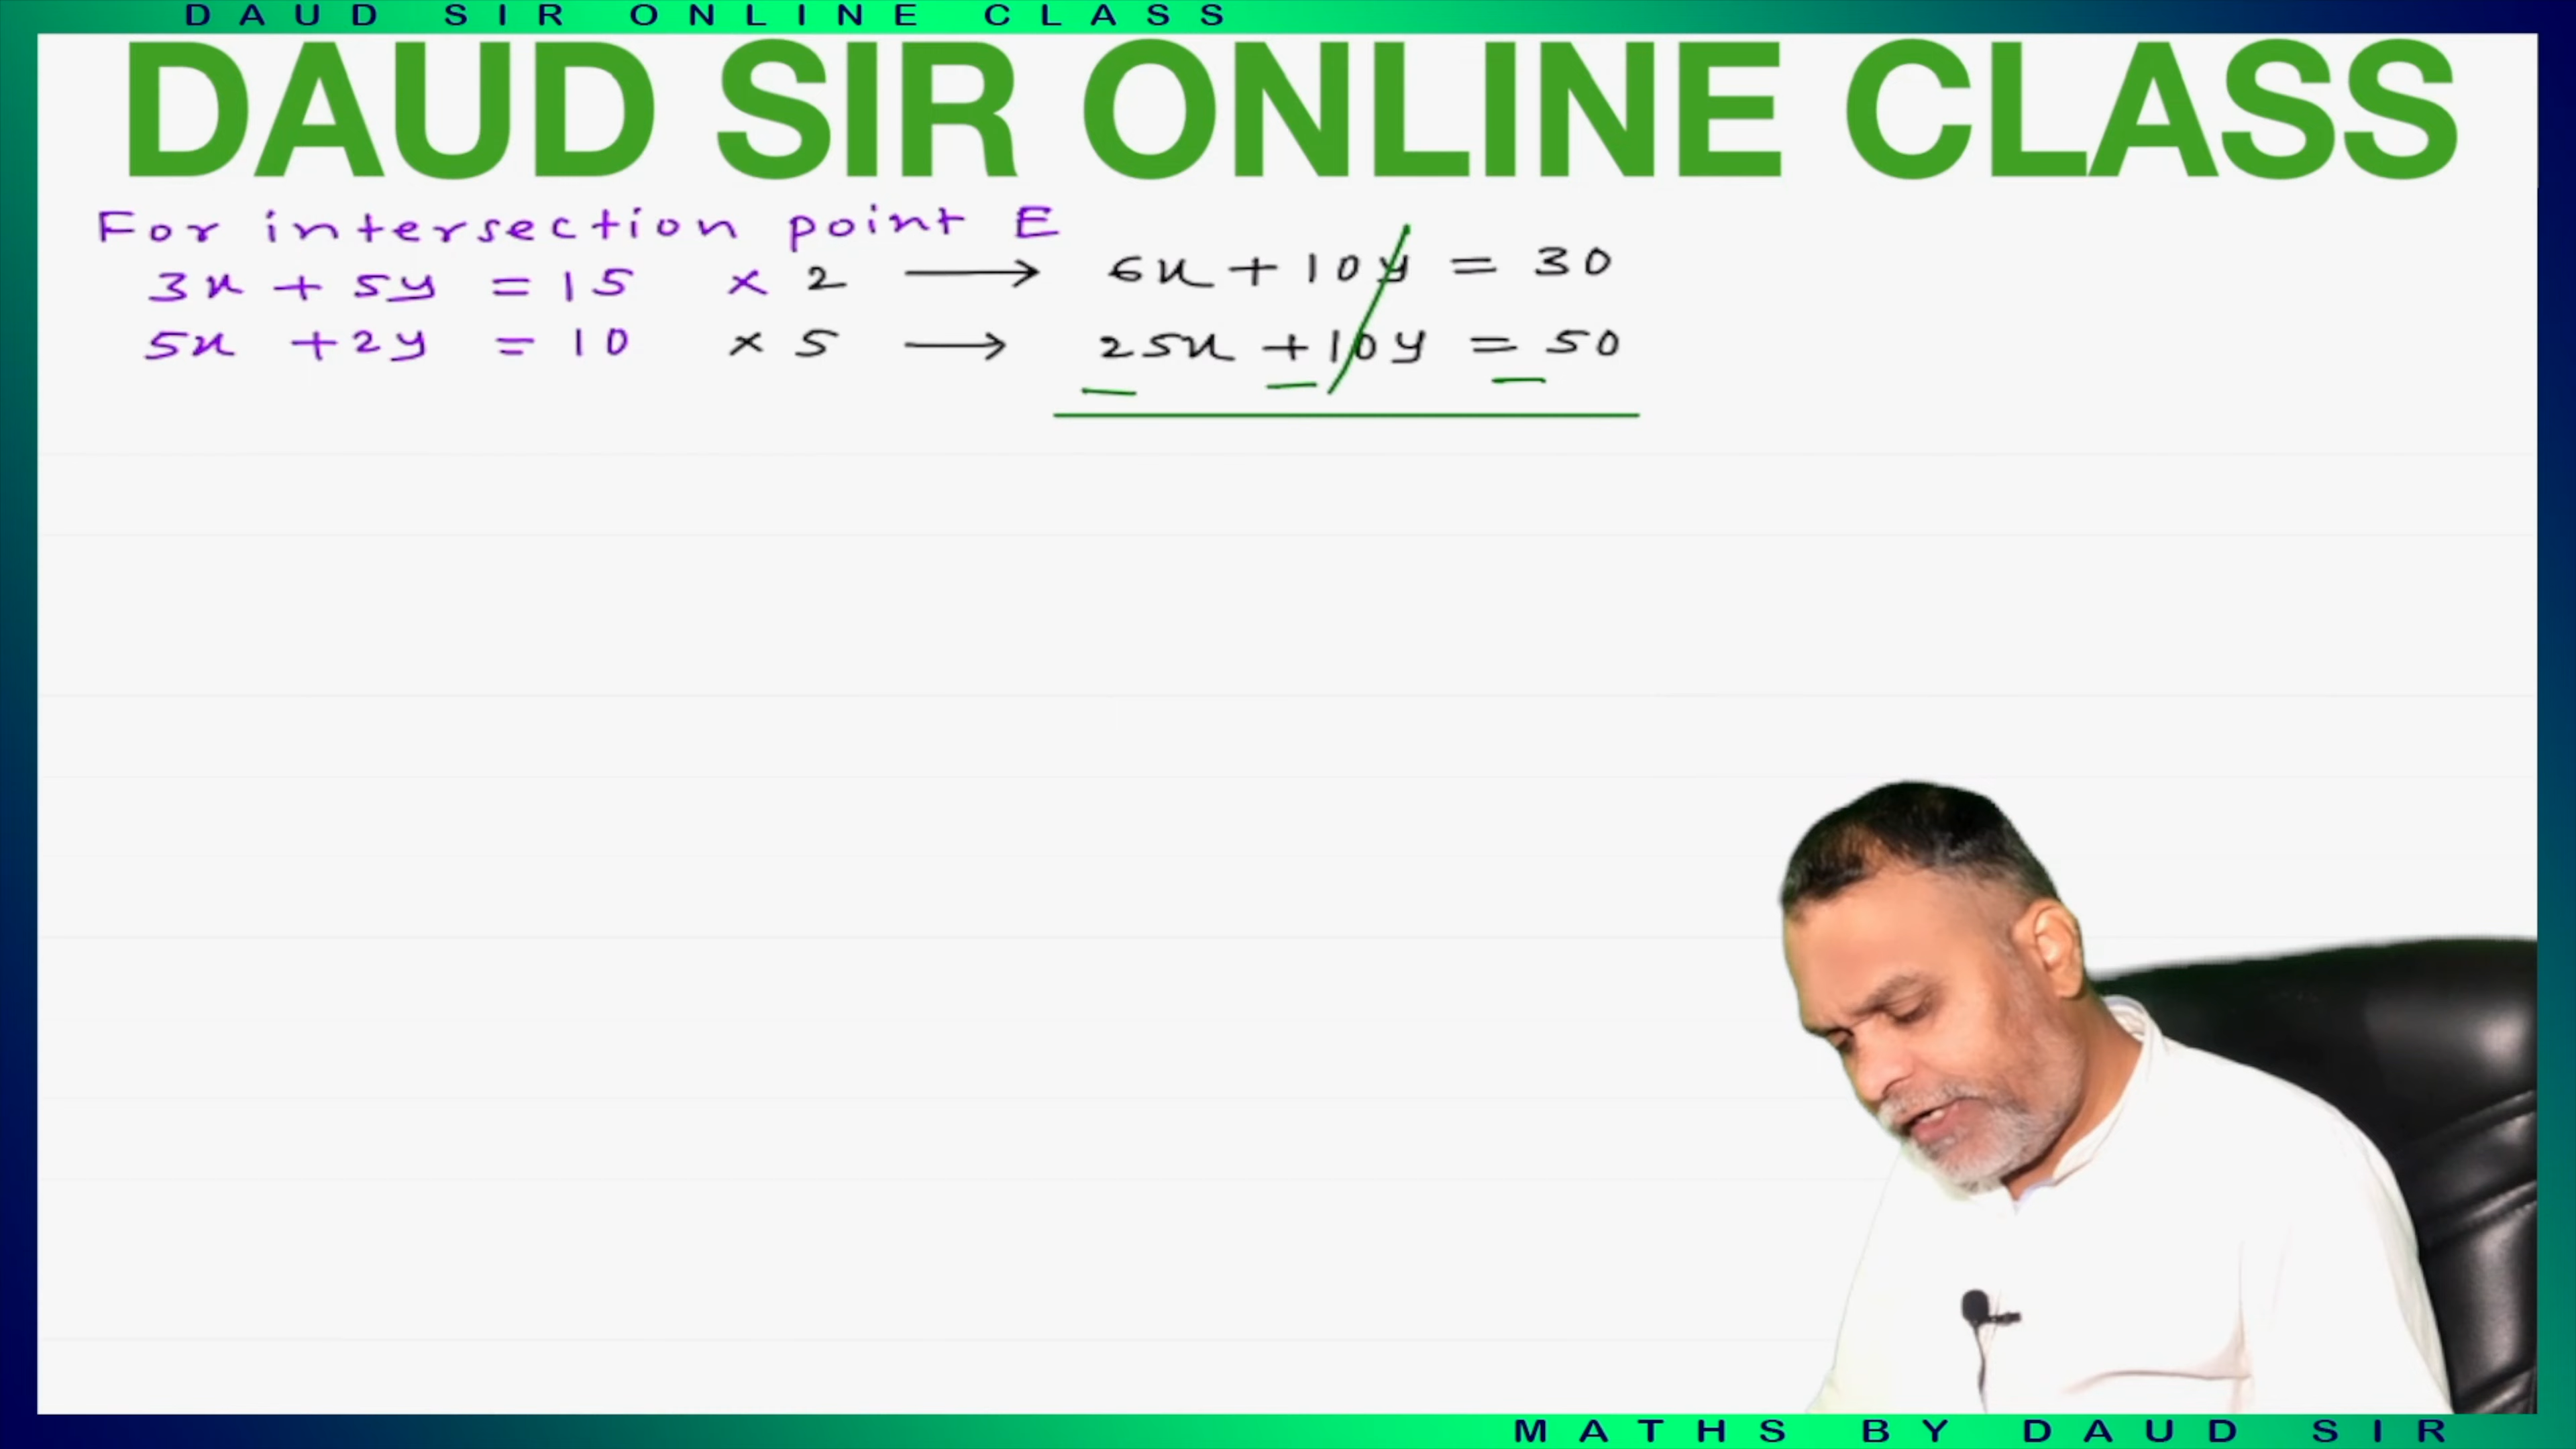 DAUD SIR ONLINE CLASS
DAUD SIR ONLINE CLASS
For intersection point E
3x + 5y = 15 × 2 ⟶ 6x + 10y = 30
5x + 2y = 10 × 5 ⟶ 25x + 10y = 50
— — —
MATHS BY DAUD SIR